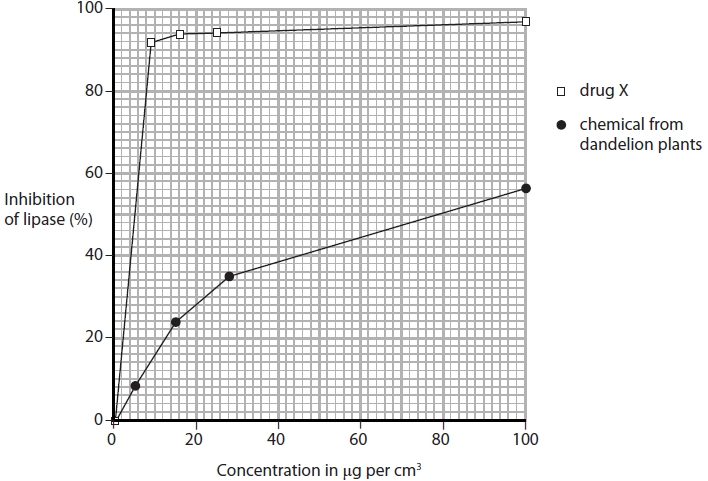 100
80
60
40
20
0
Inhibition
of lipase (%)
0 20 40 60 80 100
Concentration in μg per cm³
drug X
chemical from
dandelion plants